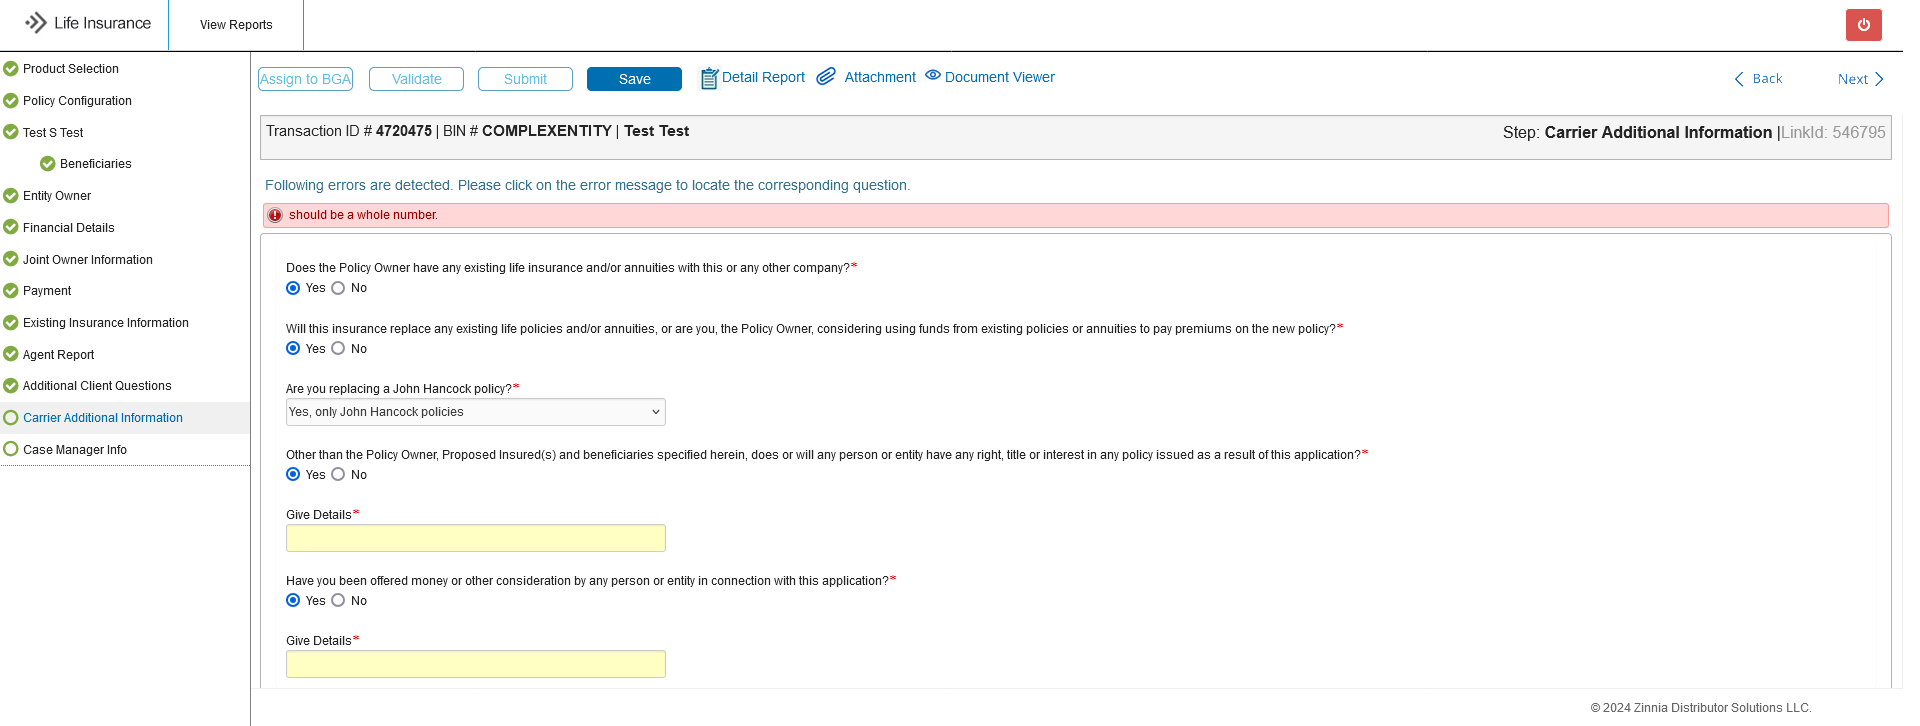 Life Insurance
View Reports
Product Selection
Policy Configuration
Test S Test
Beneficiaries
Entity Owner
Financial Details
Joint Owner Information
Payment
Existing Insurance Information
Agent Report
Additional Client Questions
Carrier Additional Information
Case Manager Info
Assign to BGA Validate Submit Save Detail Report Attachment Document Viewer Back Next
Transaction ID # 4720475 | BIN # COMPLEXENTITY | Test Test
Step: Carrier Additional Information |LinkId: 546795
Following errors are detected. Please click on the error message to locate the corresponding question.
should be a whole number.
Does the Policy Owner have any existing life insurance and/or annuities with this or any other company?*
Yes No
Will this insurance replace any existing life policies and/or annuities, or are you, the Policy Owner, considering using funds from existing policies or annuities to pay premiums on the new policy?*
Yes No
Are you replacing a John Hancock policy?*
Yes, only John Hancock policies
Other than the Policy Owner, Proposed Insured(s) and beneficiaries specified herein, does or will any person or entity have any right, title or interest in any policy issued as a result of this application?*
Yes No
Give Details*
Have you been offered money or other consideration by any person or entity in connection with this application?*
Yes No
Give Details*
© 2024 Zinnia Distributor Solutions LLC.